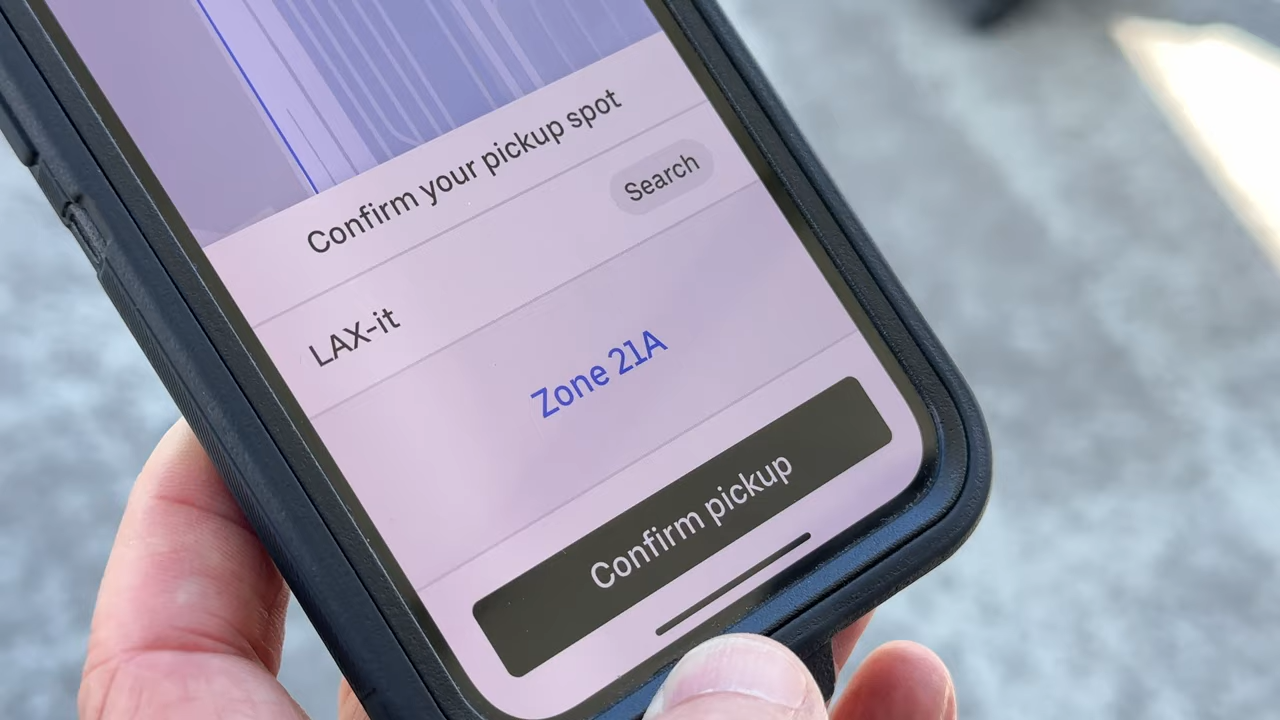 Confirm your pickup spot
Search
LAX-it
Zone 21A
Confirm pickup